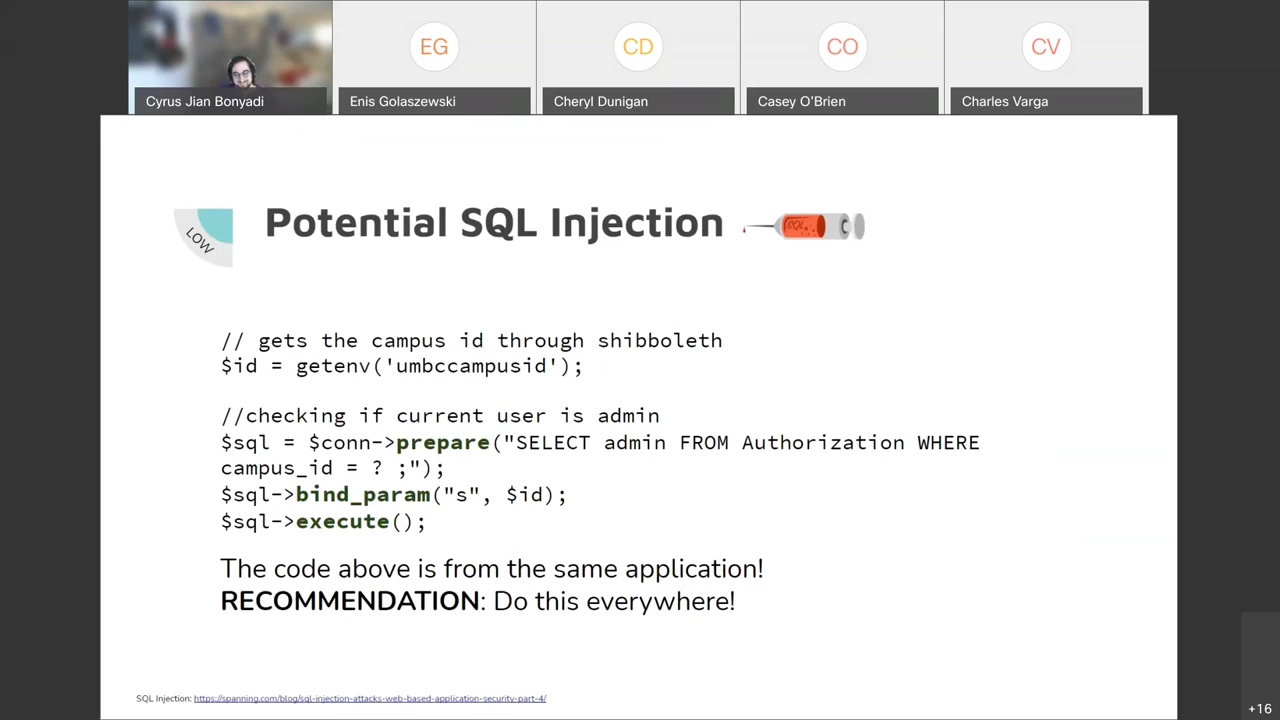 EG
CD
CO
CV
Cyrus Jian Bonyadi
Enis Golaszewski
Cheryl Dunigan
Casey O'Brien
Charles Varga
LOW
Potential SQL Injection
SQL
// gets the campus id through shibboleth
$id = getenv('umbccampusid');
//checking if current user is admin
$sql = $conn->prepare("SELECT admin FROM Authorization WHERE
campus_id = ? ;");
$sql->bind_param("s", $id);
$sql->execute();
The code above is from the same application!
RECOMMENDATION: Do this everywhere!
SQL Injection: https://spanning.com/blog/sql-injection-attacks-web-based-application-security-part-4/
+16